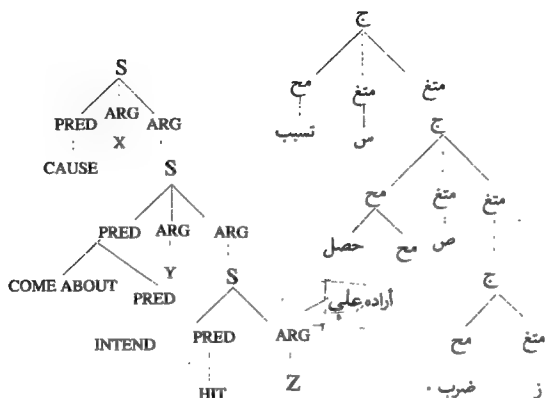 S
PRED ARG ARG
X
CAUSE S
PRED ARG ARG
COME ABOUT Y
PRED S
INTEND PRED ARG
HIT Z
ج
مح متغ متغ
تسبب س ج
مح متغ متغ
حصل مح ص
أراده علي ج
مح متغ
ضرب ز